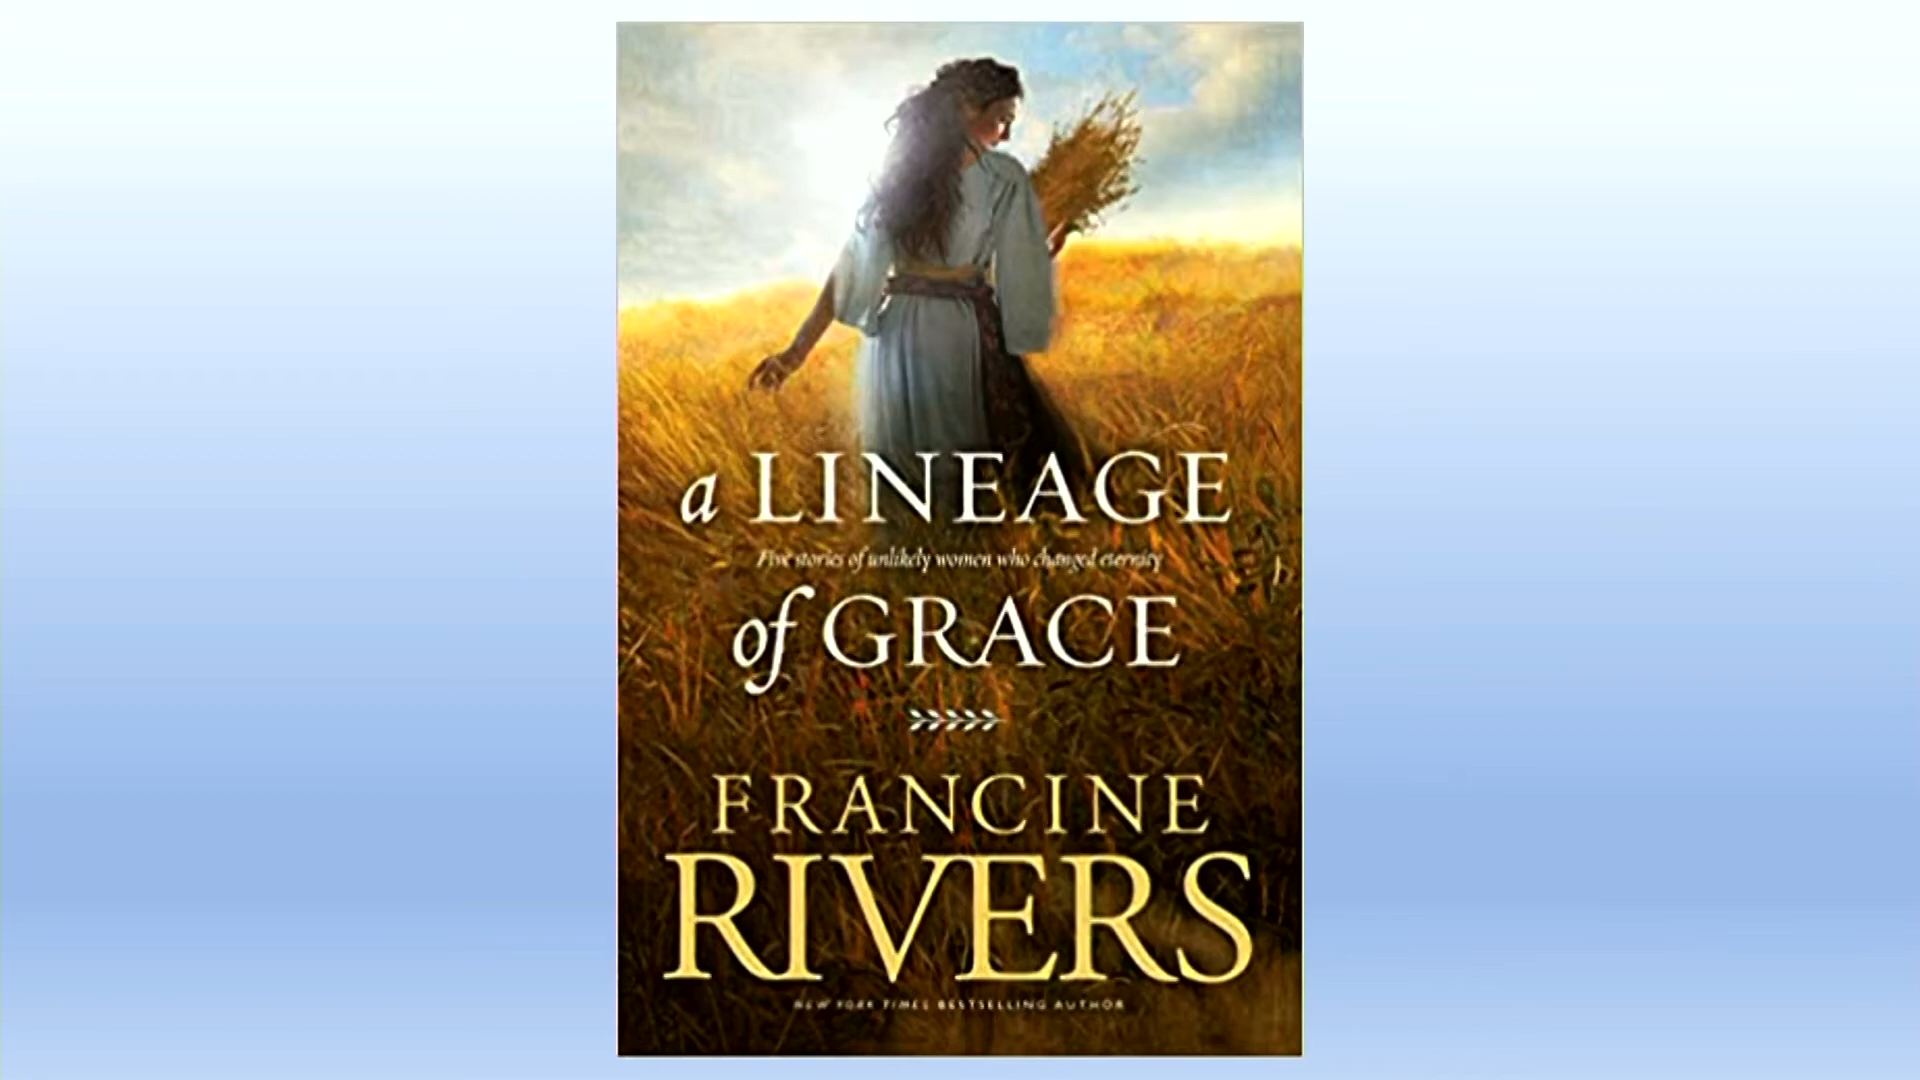 a LINEAGE
Five stories of unlikely women who changed eternity
of GRACE
FRANCINE
RIVERS
NEW YORK TIMES BESTSELLING AUTHOR